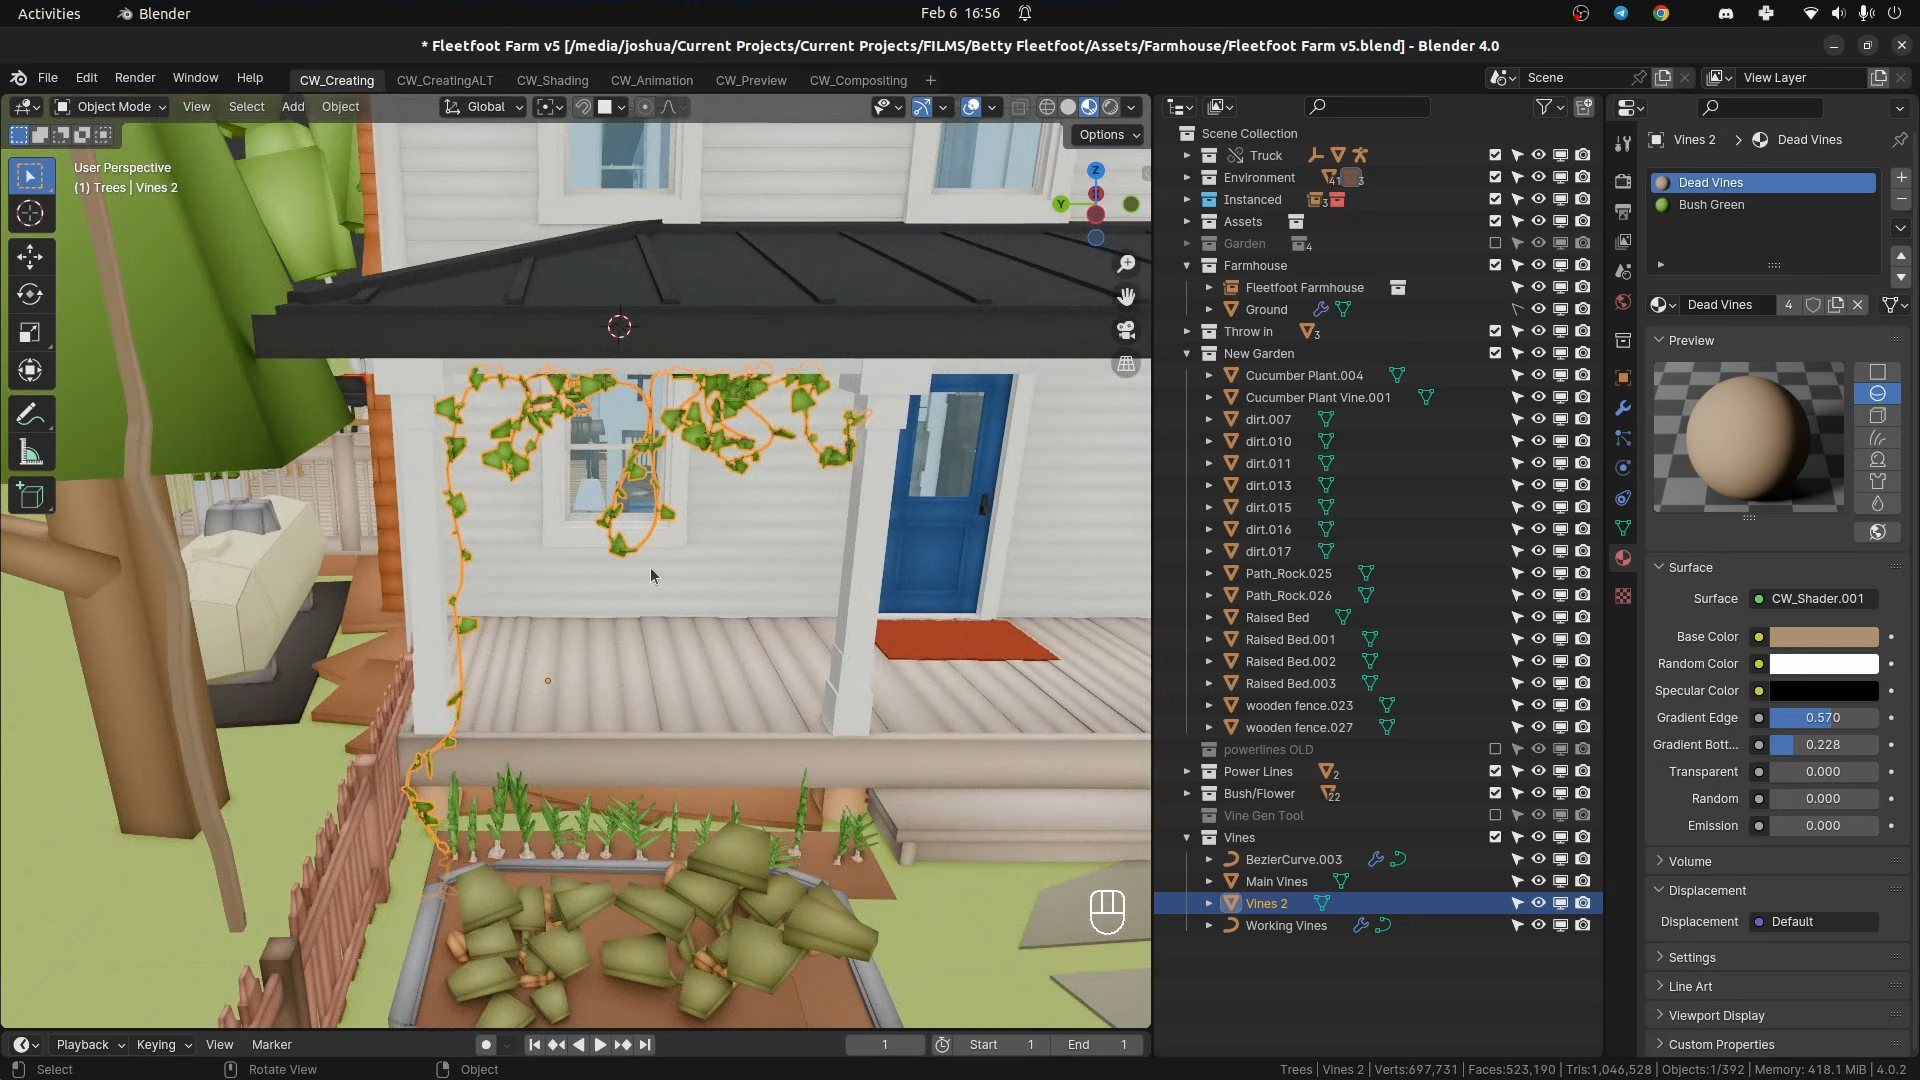 Activities
Blender
Feb 6 16:56
* Fleetfoot Farm v5 [/media/joshua/Current Projects/Current Projects/FILMS/Betty Fleetfoot/Assets/Farmhouse/Fleetfoot Farm v5.blend] - Blender 4.0
File Edit Render Window Help
CW_Creating CW_CreatingALT CW_Shading CW_Animation CW_Preview CW_Compositing +
Scene
View Layer
Object Mode View Select Add Object
Global
Options
User Perspective
(1) Trees | Vines 2
Z
Y
Scene Collection
Truck
Environment 41 3
Instanced 3
Assets
Garden 4
Farmhouse
Fleetfoot Farmhouse
Ground
Throw in 3
New Garden
Cucumber Plant.004
Cucumber Plant Vine.001
dirt.007
dirt.010
dirt.011
dirt.013
dirt.015
dirt.016
dirt.017
Path_Rock.025
Path_Rock.026
Raised Bed
Raised Bed.001
Raised Bed.002
Raised Bed.003
wooden fence.023
wooden fence.027
powerlines OLD
Power Lines 2
Bush/Flower 22
Vine Gen Tool
Vines
BezierCurve.003
Main Vines
Vines 2
Working Vines
Vines 2 > Dead Vines
Dead Vines
Bush Green
Dead Vines 4
Preview
Surface
Surface CW_Shader.001
Base Color
Random Color
Specular Color
Gradient Edge 0.570
Gradient Bott... 0.228
Transparent 0.000
Random 0.000
Emission 0.000
Volume
Displacement
Displacement Default
Settings
Line Art
Viewport Display
Custom Properties
Playback Keying View Marker
1
Start 1
End 1
Select
Rotate View
Object
Trees | Vines 2 | Verts:697,731 | Faces:523,190 | Tris:1,046,528 | Objects:1/392 | Memory: 418.1 MiB | 4.0.2